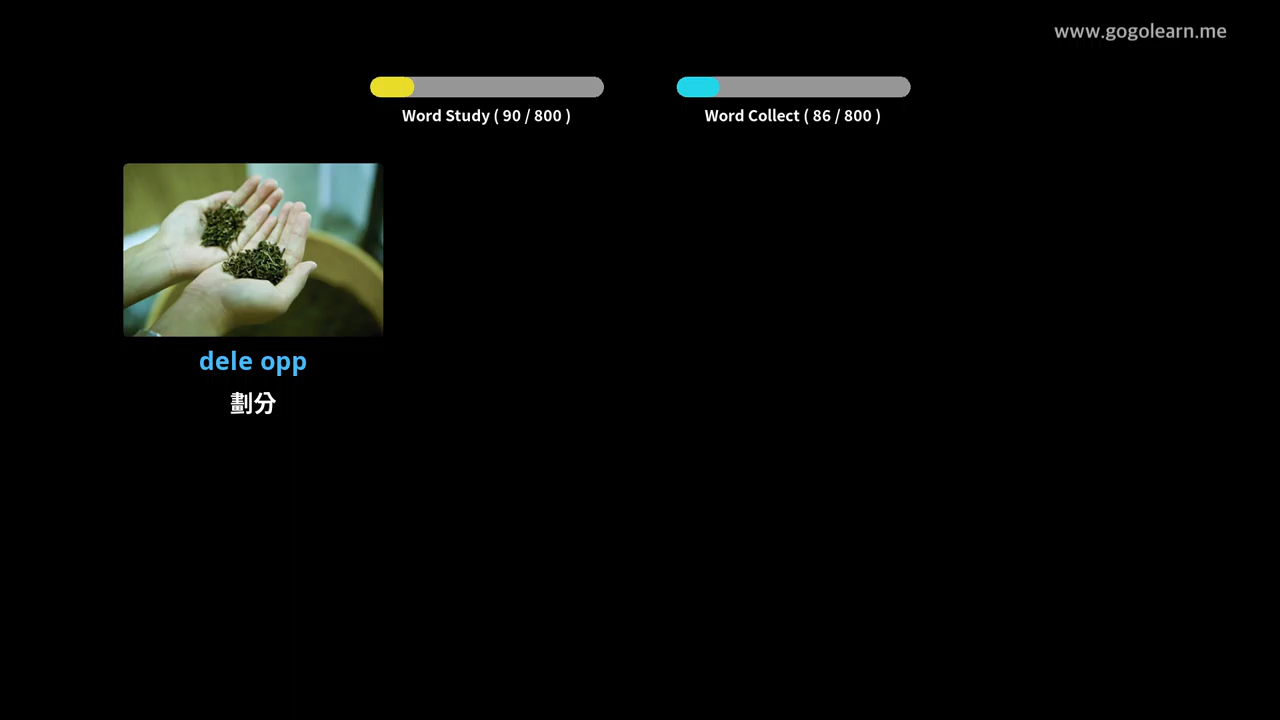 www.gogolearn.me
Word Study ( 90 / 800 )
Word Collect ( 86 / 800 )
dele opp
劃分